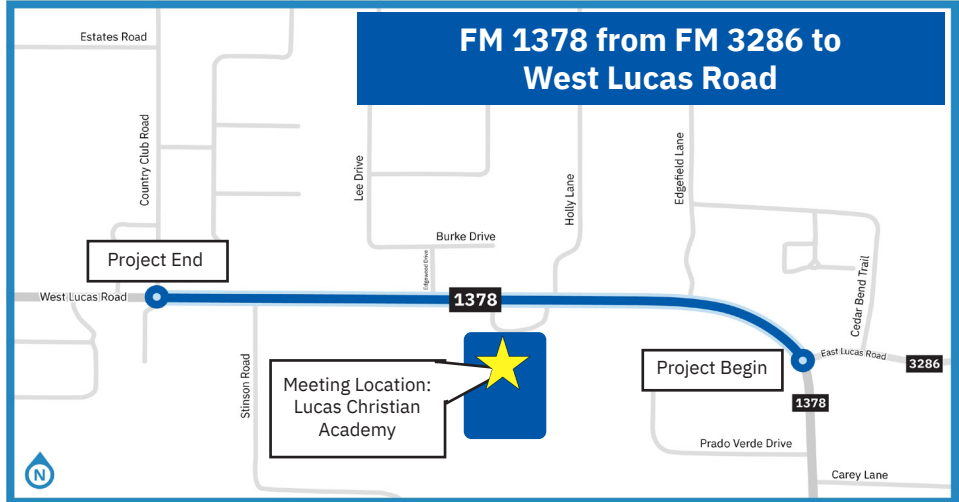 Estates Road
FM 1378 from FM 3286 to
West Lucas Road
Country Club Road
Lee Drive
Holly Lane
Edgefield Lane
Burke Drive
Edgewood Drive
Project End
West Lucas Road
1378
Cedar Bend Trail
East Lucas Road
3286
Project Begin
1378
Stinson Road
Meeting Location:
Lucas Christian
Academy
Prado Verde Drive
Carey Lane
N